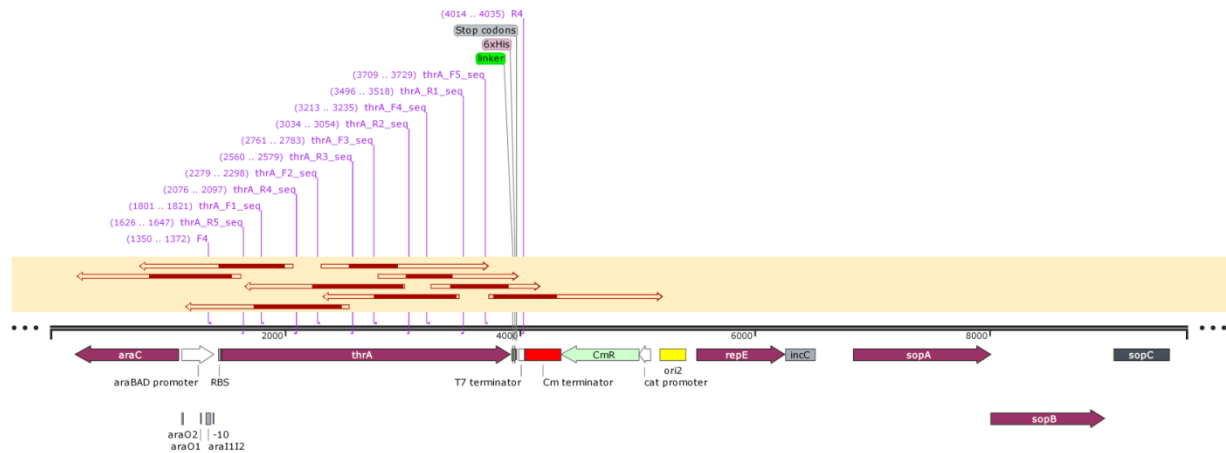 (4014 .. 4035) R4
Stop codons
6xHis
linker
(3709 .. 3729) thrA_F5_seq
(3496 .. 3518) thrA_R1_seq
(3213 .. 3235) thrA_F4_seq
(3034 .. 3054) thrA_R2_seq
(2761 .. 2783) thrA_F3_seq
(2560 .. 2579) thrA_R3_seq
(2279 .. 2298) thrA_F2_seq
(2076 .. 2097) thrA_R4_seq
(1801 .. 1821) thrA_F1_seq
(1626 .. 1647) thrA_R5_seq
(1350 .. 1372) F4
2000 4000 6000 8000
araC thrA CmR repE incC sopA sopC
ori2
araBAD promoter RBS T7 terminator Cm terminator cat promoter
sopB
araO2 -10
araO1 araI1I2